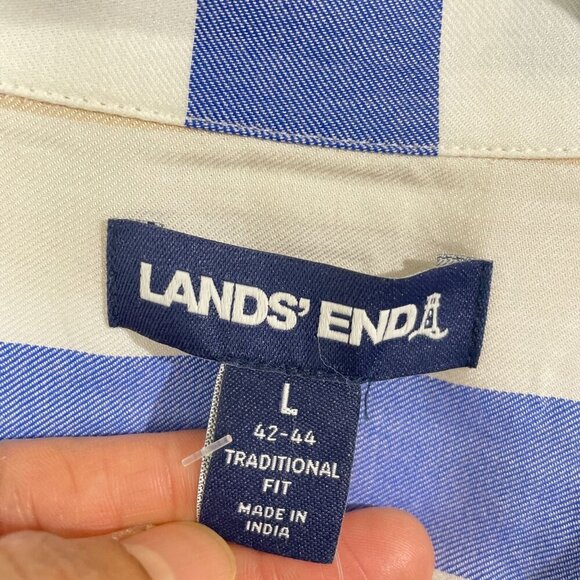 LANDS' END
L
42-44
TRADITIONAL
FIT
MADE IN
INDIA